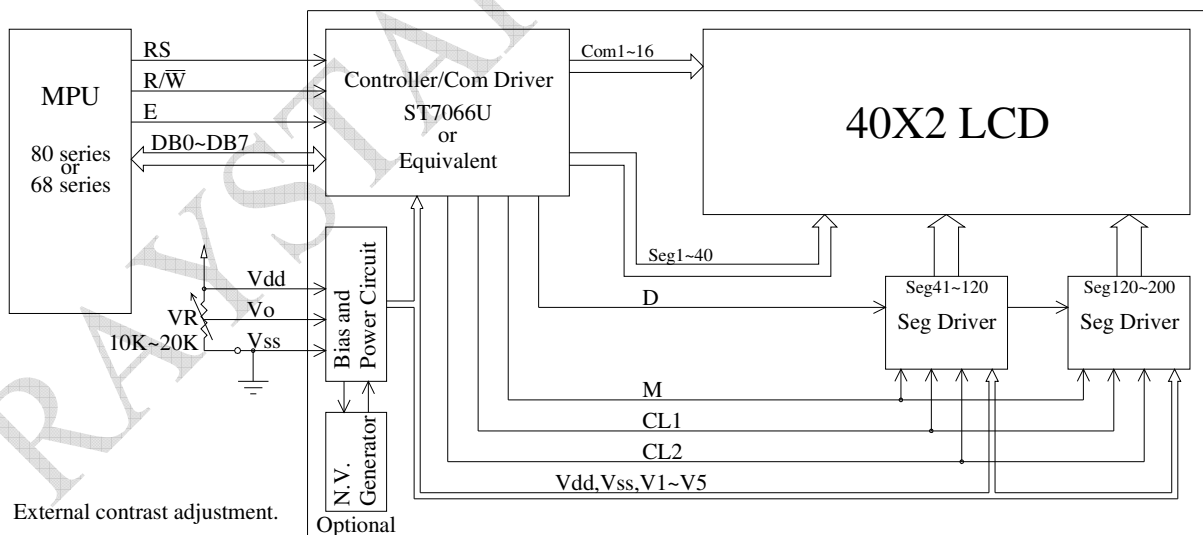 MPU
80 series
or
68 series
RS
R/W̅
E
DB0~DB7
Controller/Com Driver
ST7066U
or
Equivalent
Com1~16
40X2 LCD
Seg1~40
Seg41~120
Seg Driver
Seg120~200
Seg Driver
D
Vdd
Vo
Vss
VR
10K~20K
Bias and
Power Circuit
N.V.
Generator
Optional
M
CL1
CL2
Vdd,Vss,V1~V5
External contrast adjustment.
RAYSTA